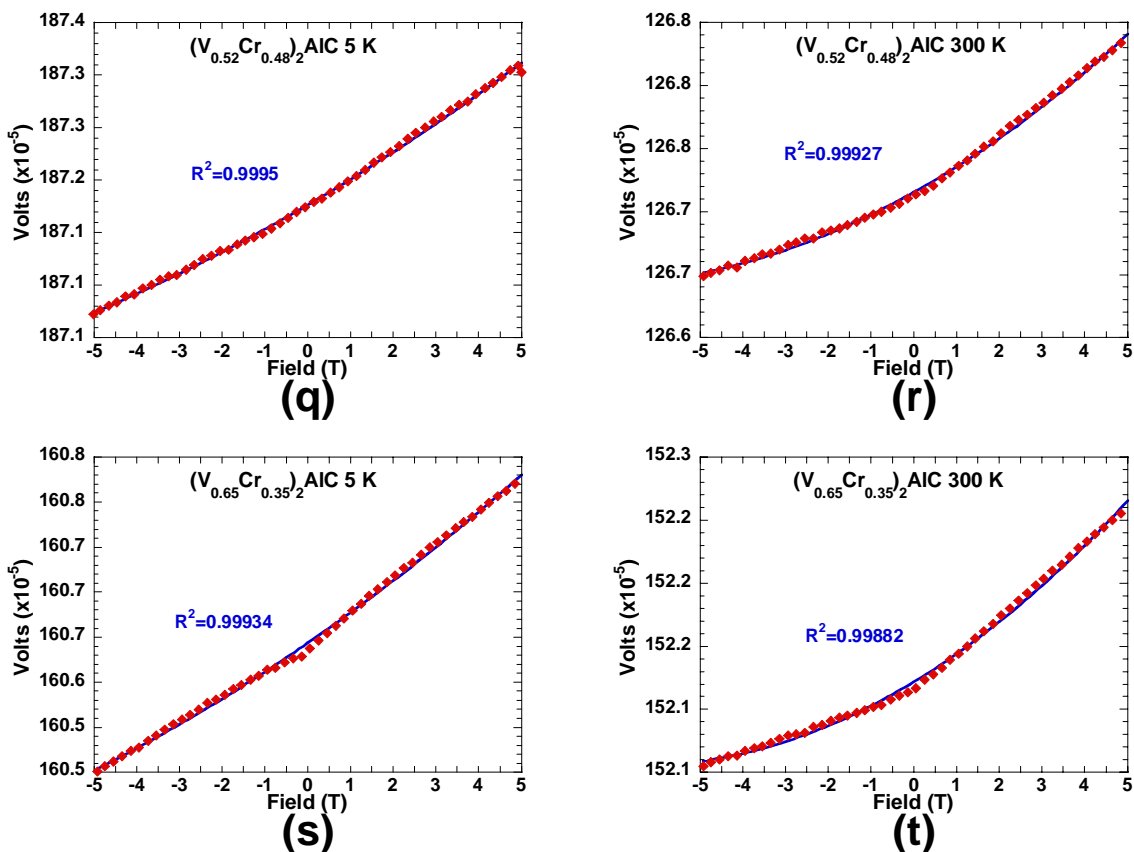 (V0.52Cr0.48)2AlC 5 K
R2=0.9995
Volts (x10-5)
187.4
187.3
187.3
187.2
187.1
187.1
187.1
-5 -4 -3 -2 -1 0 1 2 3 4 5
Field (T)
(q)
(V0.52Cr0.48)2AlC 300 K
R2=0.99927
Volts (x10-5)
126.8
126.8
126.8
126.7
126.7
126.6
-5 -4 -3 -2 -1 0 1 2 3 4 5
Field (T)
(r)
(V0.65Cr0.35)2AlC 5 K
R2=0.99934
Volts (x10-5)
160.8
160.8
160.7
160.7
160.7
160.6
160.5
160.5
-5 -4 -3 -2 -1 0 1 2 3 4 5
Field (T)
(s)
(V0.65Cr0.35)2AlC 300 K
R2=0.99882
Volts (x10-5)
152.3
152.2
152.2
152.2
152.1
152.1
-5 -4 -3 -2 -1 0 1 2 3 4 5
Field (T)
(t)